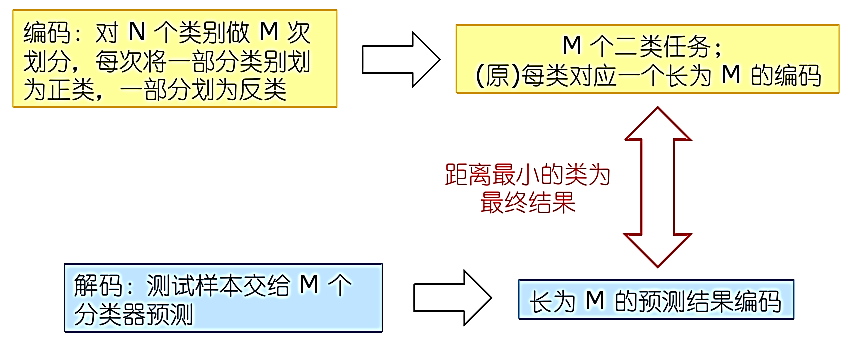 编码：对 N 个类别做 M 次
划分，每次将一部分类别划
为正类，一部分划为反类
M 个二类任务；
(原)每类对应一个长为 M 的编码
距离最小的类为
最终结果
解码：测试样本交给 M 个
分类器预测
长为 M 的预测结果编码